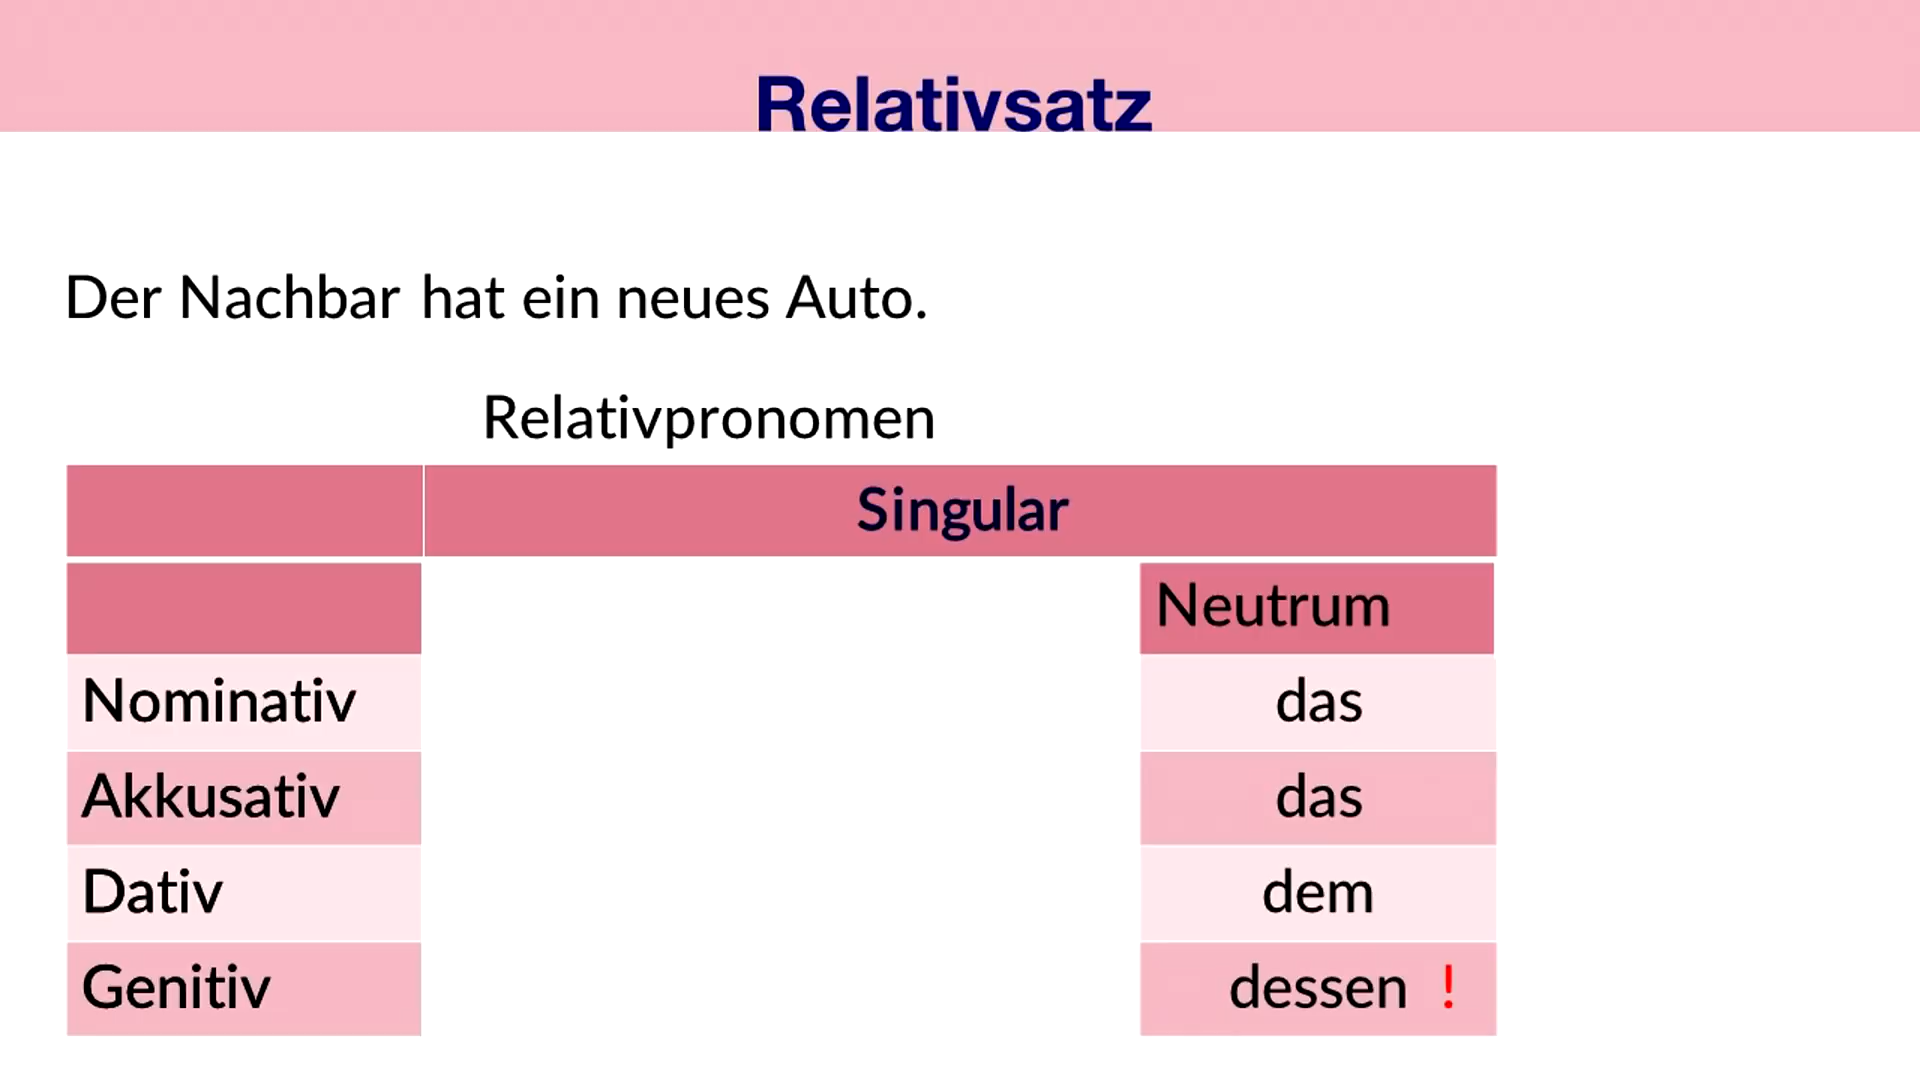 Relativsatz
Der Nachbar hat ein neues Auto.
Relativpronomen
Singular
Neutrum
Nominativ das
Akkusativ das
Dativ dem
Genitiv dessen !